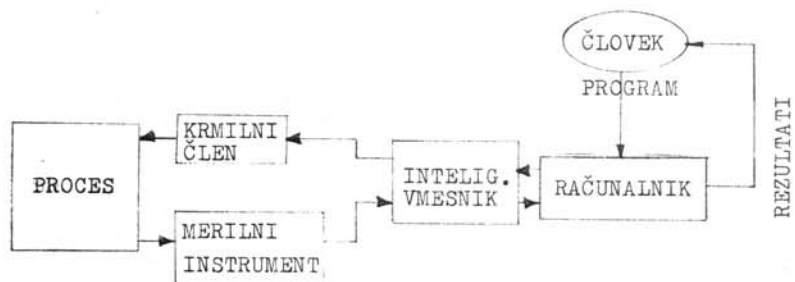 ČLOVEK
PROGRAM
KRMILNI
ČLEN
PROCES
INTELIG.
VMESNIK
RAČUNALNIK
REZULTATI
MERILNI
INSTRUMENT